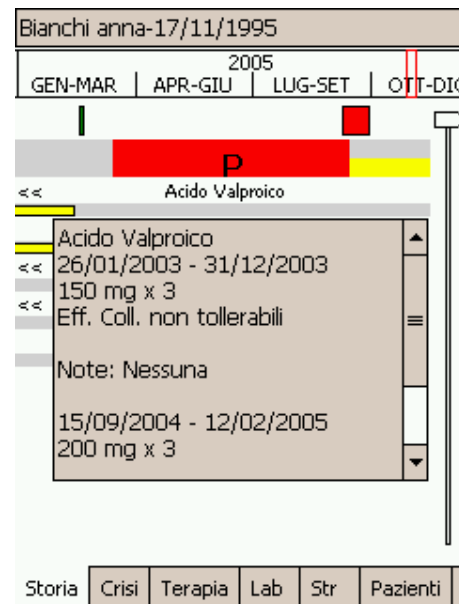 Bianchi anna-17/11/1995
2005
GEN-MAR APR-GIU LUG-SET OTT-DIC
P
<< Acido Valproico
Acido Valproico
<< 26/01/2003 - 31/12/2003
150 mg x 3
<< Eff. Coll. non tollerabili
Note: Nessuna
15/09/2004 - 12/02/2005
200 mg x 3
Storia Crisi Terapia Lab Str Pazienti